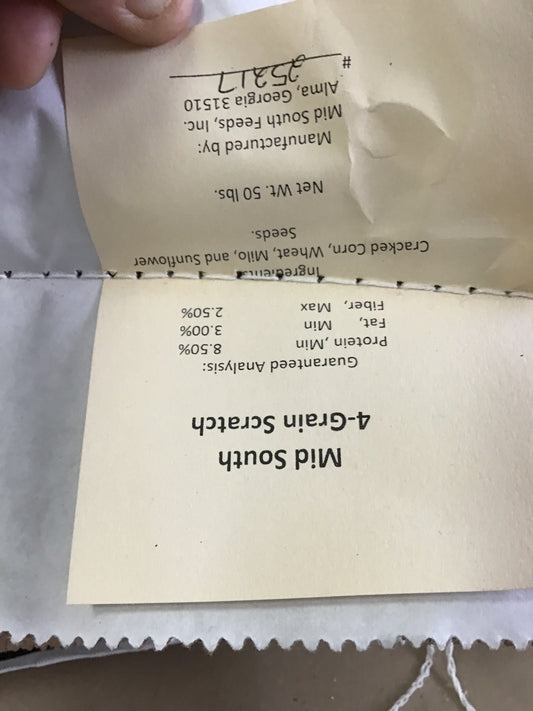 Mid South
4-Grain Scratch
Guaranteed Analysis:
Protein, Min 8.50%
Fat, Min 3.00%
Fiber, Max 2.50%
Ingredients
Cracked Corn, Wheat, Milo, and Sunflower
Seeds.
Net. Wt. 50 lbs.
Manufactured by:
Mid South Feeds, Inc.
Alma, Georgia 31510
# 25217